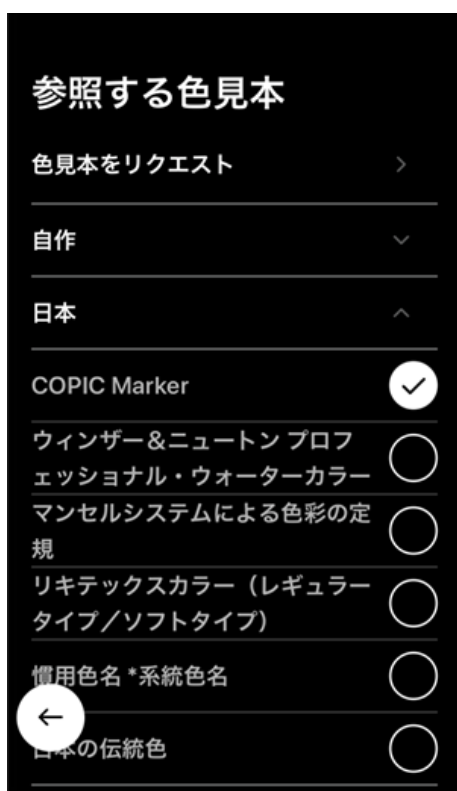 参照する色見本
色見本をリクエスト
自作
日本
COPIC Marker
ウィンザー＆ニュートン プロフ
ェッショナル・ウォーターカラー
マンセルシステムによる色彩の定
規
リキテックスカラー（レギュラー
タイプ／ソフトタイプ）
慣用色名 *系統色名
日本の伝統色